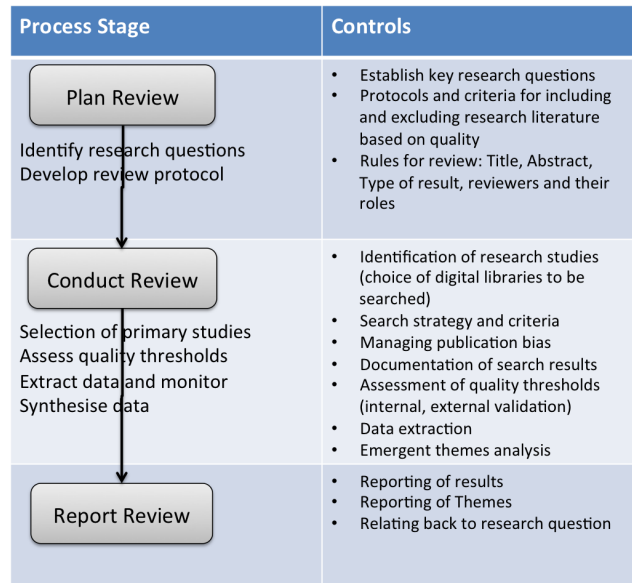 Process Stage
Controls
Plan Review
Identify research questions
Develop review protocol
• Establish key research questions
• Protocols and criteria for including
and excluding research literature
based on quality
• Rules for review: Title, Abstract,
Type of result, reviewers and their
roles
Conduct Review
Selection of primary studies
Assess quality thresholds
Extract data and monitor
Synthesise data
• Identification of research studies
(choice of digital libraries to be
searched)
• Search strategy and criteria
• Managing publication bias
• Documentation of search results
• Assessment of quality thresholds
(internal, external validation)
• Data extraction
• Emergent themes analysis
Report Review
• Reporting of results
• Reporting of Themes
• Relating back to research question